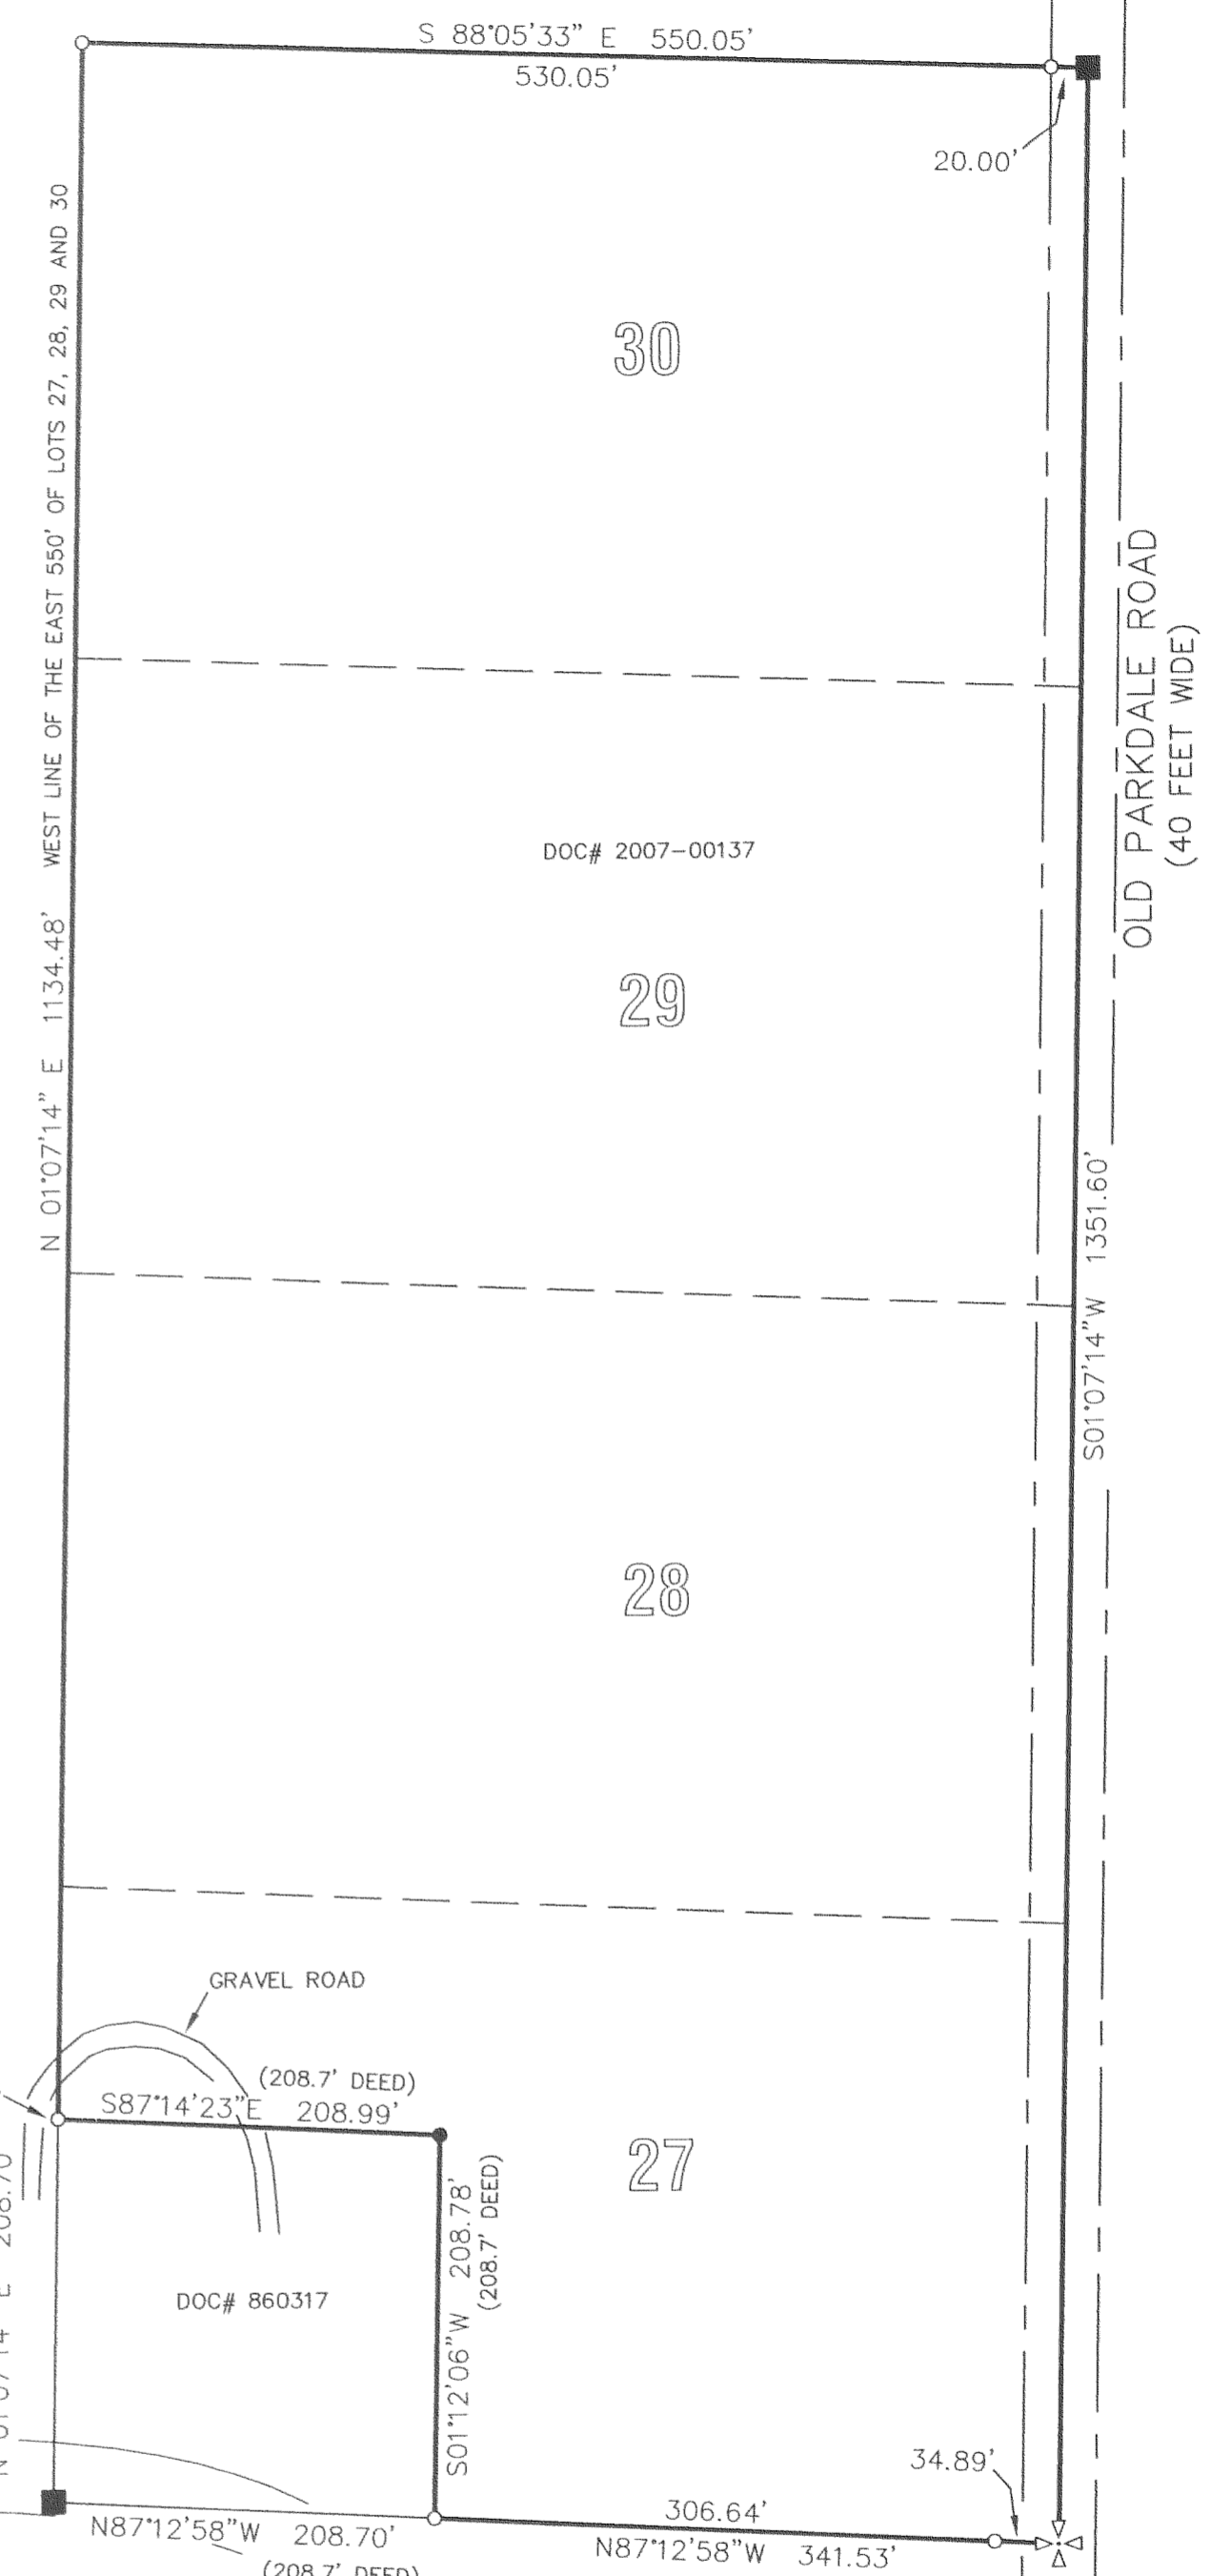 S 88°05'33" E 550.05'
530.05'
20.00'
30
WEST LINE OF THE EAST 550' OF LOTS 27, 28, 29 AND 30
N 01°07'14" E 1134.48'
OLD PARKDALE ROAD
(40 FEET WIDE)
DOC# 2007-00137
29
S01°07'14"W 1351.60'
28
GRAVEL ROAD
(208.7' DEED)
S87°14'23"E 208.99'
27
S01°12'06"W 208.78'
(208.7' DEED)
DOC# 860317
E 208.70
34.89'
306.64'
N87°12'58"W 208.70'
N87°12'58"W 341.53'
(208.7' DEED)